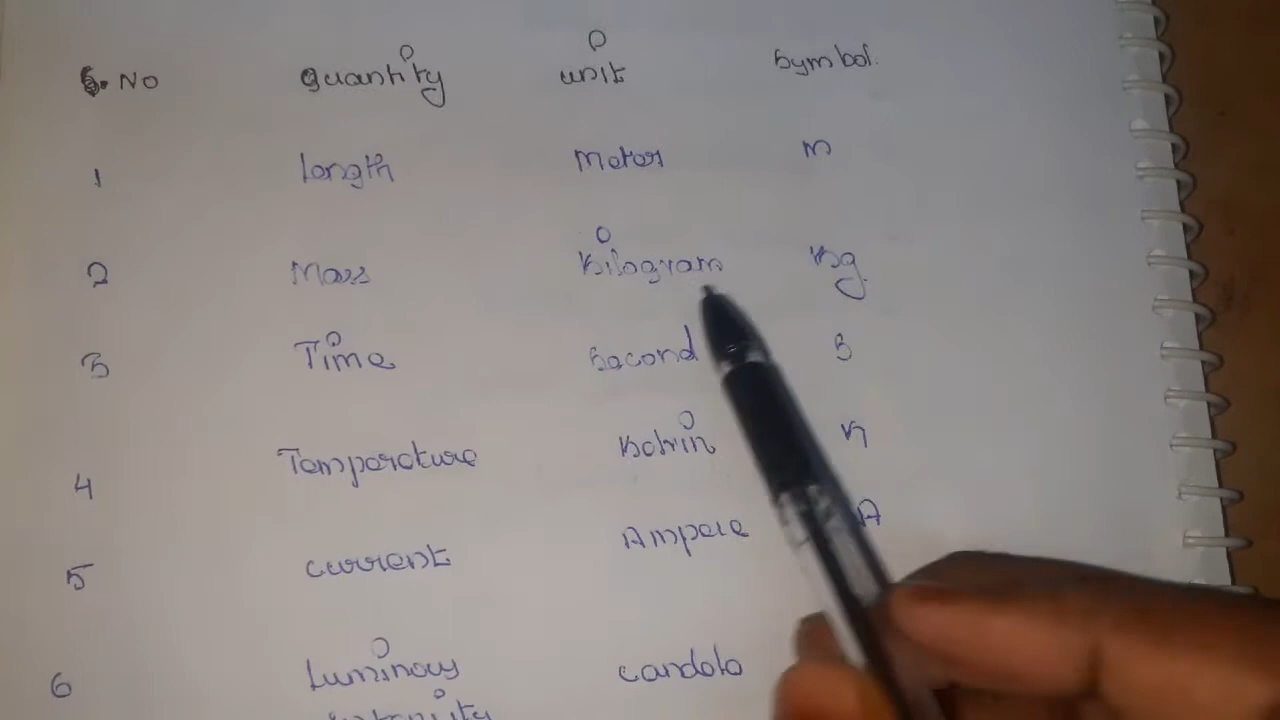 S. No Quantity unit Symbol.
1 Length Meter m
2 Mass Kilogram Kg.
3 Time Second S
4 Temperature Kelvin K
5 current Ampere A
6 Luminous candela
intensity